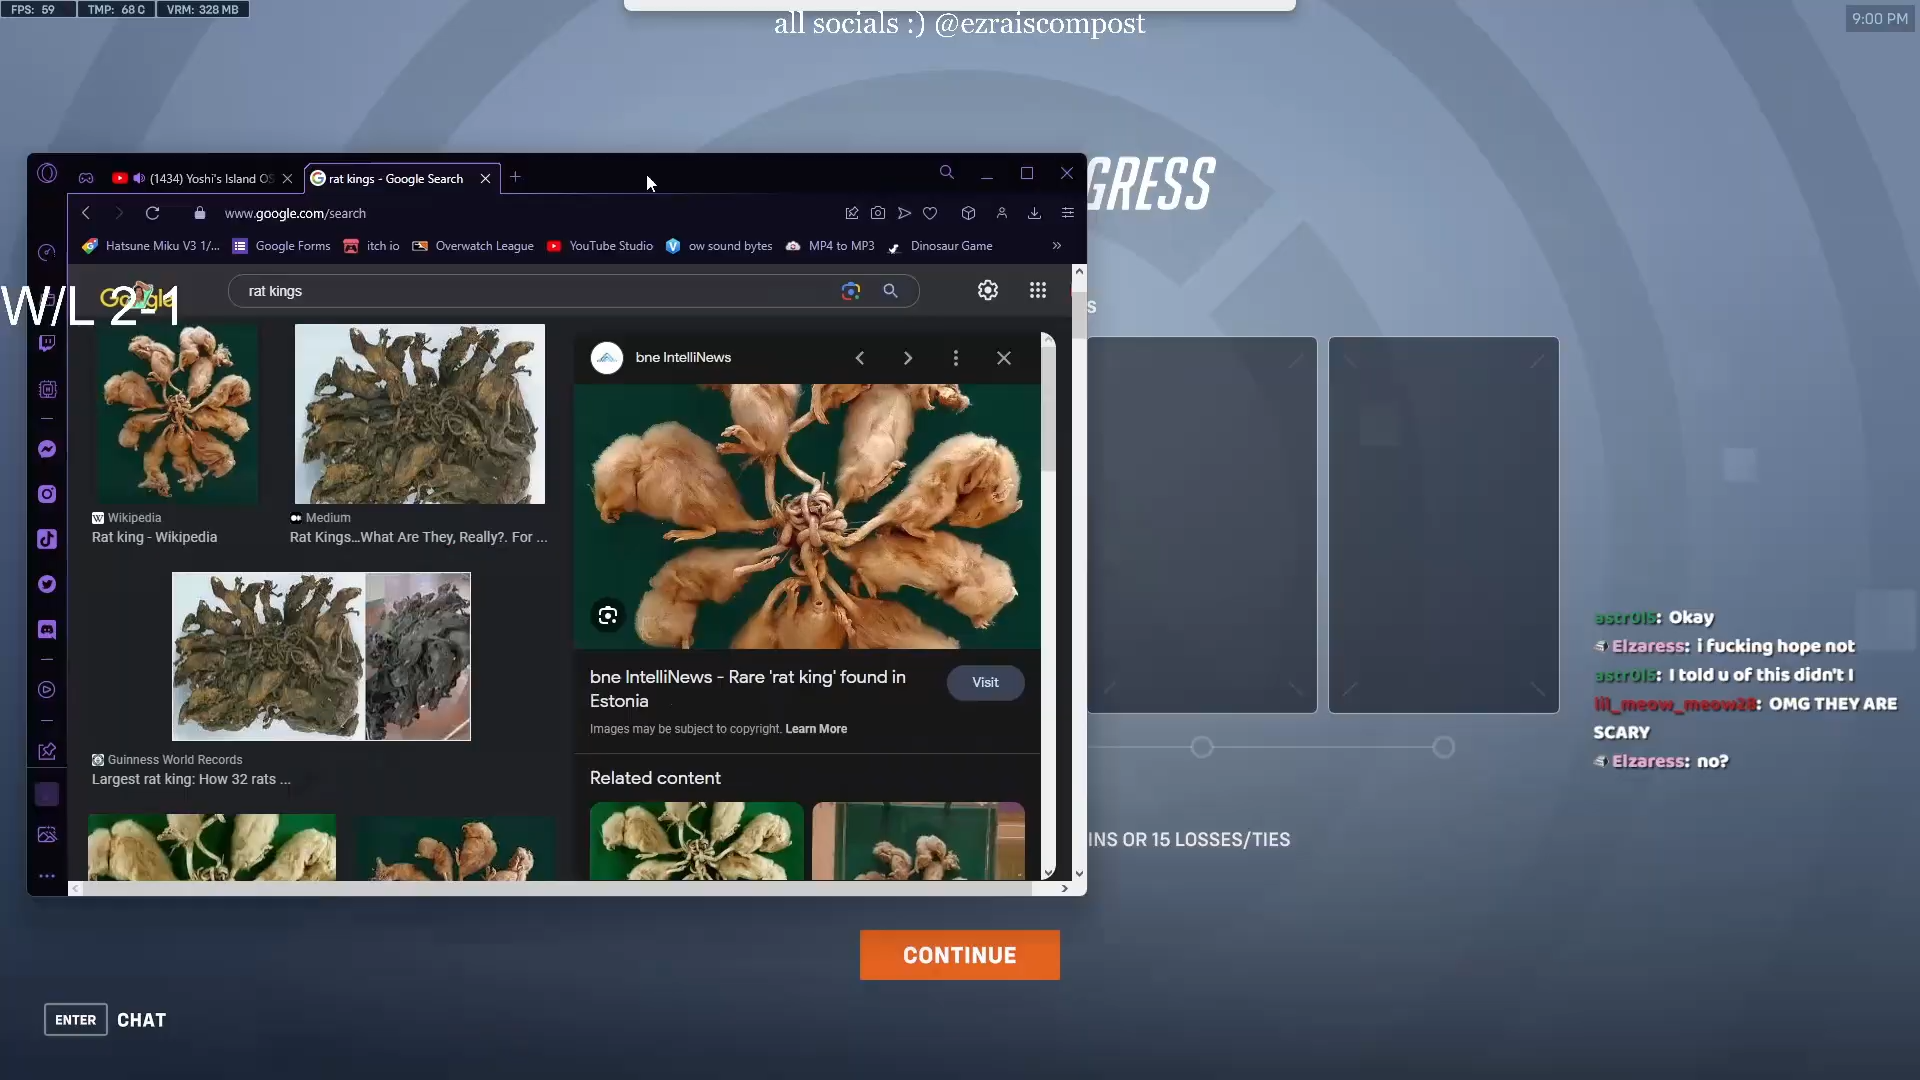 FPS: 59 TMP: 68 C VRM: 328 MB
all socials :) @ezraiscompost
9:00 PM
GRESS
(1434) Yoshi's Island OS
rat kings - Google Search
www.google.com/search
Hatsune Miku V3 1/...
Google Forms
itch io
Overwatch League
YouTube Studio
ow sound bytes
MP4 to MP3
Dinosaur Game
Google
rat kings
W/L 2-1
S
bne IntelliNews
Wikipedia
Rat king - Wikipedia
Medium
Rat Kings...What Are They, Really?. For ...
bne IntelliNews - Rare 'rat king' found in
Estonia
Visit
Images may be subject to copyright. Learn More
Guinness World Records
Largest rat king: How 32 rats ...
Related content
astr0l5: Okay
Elzaress: i fucking hope not
astr0l5: I told u of this didn't I
lil_meow_meow28: OMG THEY ARE
SCARY
Elzaress: no?
INS OR 15 LOSSES/TIES
CONTINUE
ENTER CHAT